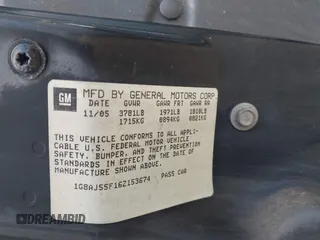 GM
MFD BY GENERAL MOTORS CORP
DATE GVWR GAWR FRT GAWR RR
11/05 3781LB 1971LB 1810LB
1715KG 0894KG 0821KG
THIS VEHICLE CONFORMS TO ALL APPLI-
CABLE U.S. FEDERAL MOTOR VEHICLE
SAFETY, BUMPER, AND THEFT PREVENTION
STANDARDS IN EFFECT ON THE DATE OF
MANUFACTURE SHOWN ABOVE.
1G8AJ55F16Z153674 PASS CAR
AUTOBIDMASTER